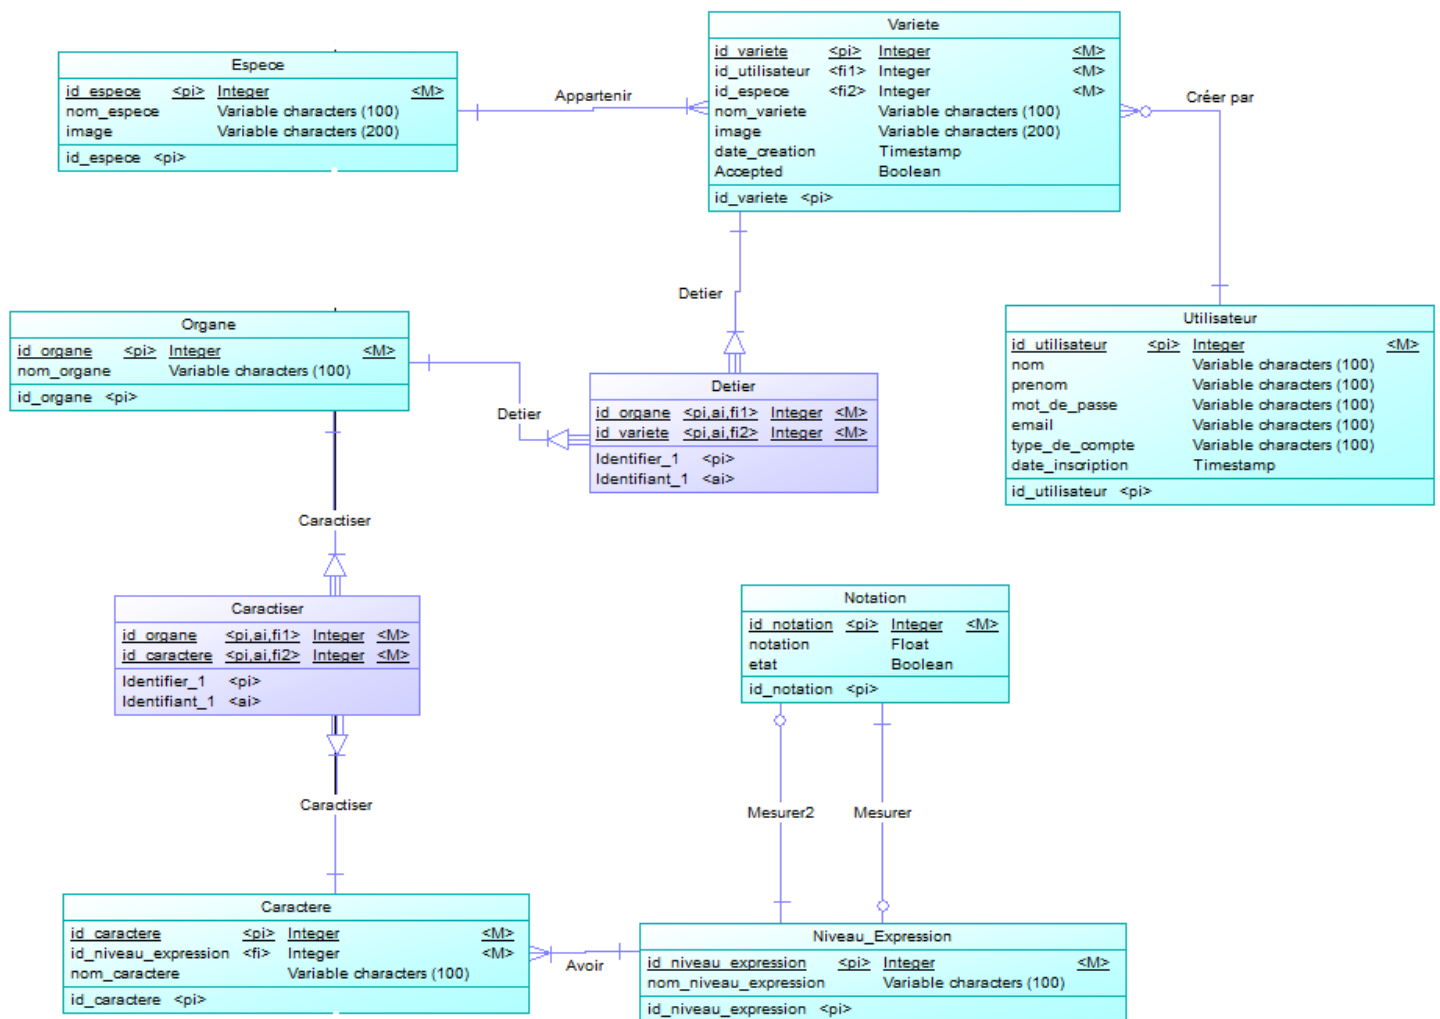 Variete
id_variete <pi> Integer <M>
id_utilisateur <fi1> Integer <M>
id_espece <fi2> Integer <M>
nom_variete Variable characters (100)
image Variable characters (200)
date_creation Timestamp
Accepted Boolean
id_variete <pi>
Espece
id_espece <pi> Integer <M>
nom_espece Variable characters (100)
image Variable characters (200)
id_espece <pi>
Appartenir
Créer par
Detier
Organe
id_organe <pi> Integer <M>
nom_organe Variable characters (100)
id_organe <pi>
Utilisateur
id_utilisateur <pi> Integer <M>
nom Variable characters (100)
prenom Variable characters (100)
mot_de_passe Variable characters (100)
email Variable characters (100)
type_de_compte Variable characters (100)
date_inscription Timestamp
id_utilisateur <pi>
Detier
Detier
id_organe <pi,ai,fi1> Integer <M>
id_variete <pi,ai,fi2> Integer <M>
Identifier_1 <pi>
Identifiant_1 <ai>
Caractiser
Caractiser
id_organe <pi,ai,fi1> Integer <M>
id_caractere <pi,ai,fi2> Integer <M>
Identifier_1 <pi>
Identifiant_1 <ai>
Notation
id_notation <pi> Integer <M>
notation Float
etat Boolean
id_notation <pi>
Caractiser
Mesurer2
Mesurer
Caractere
id_caractere <pi> Integer <M>
id_niveau_expression <fi> Integer <M>
nom_caractere Variable characters (100)
id_caractere <pi>
Avoir
Niveau_Expression
id_niveau_expression <pi> Integer <M>
nom_niveau_expression Variable characters (100)
id_niveau_expression <pi>